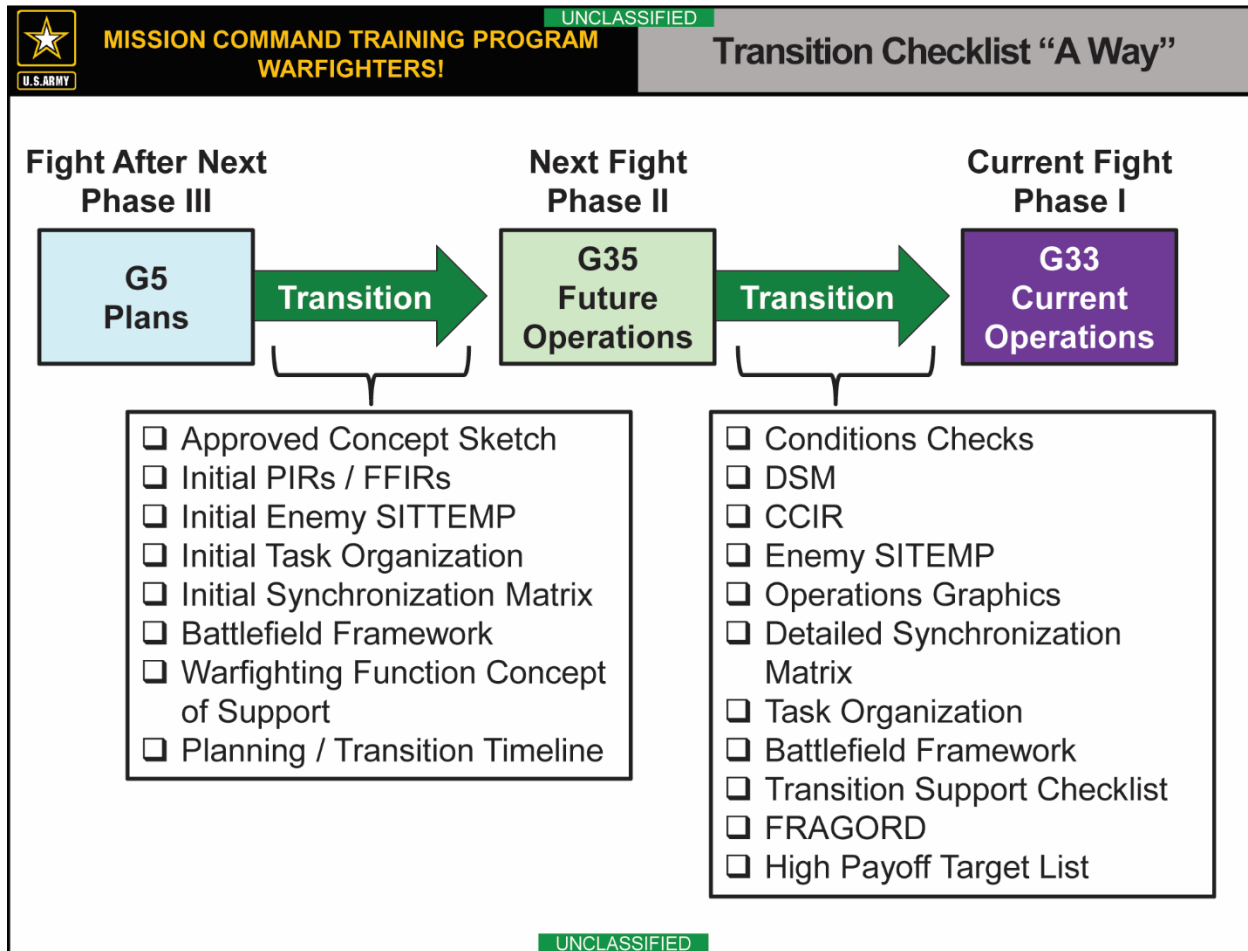 UNCLASSIFIED
U.S.ARMY
MISSION COMMAND TRAINING PROGRAM
WARFIGHTERS!
Transition Checklist “A Way”
Fight After Next
Phase III
G5
Plans
Transition
Next Fight
Phase II
G35
Future
Operations
Transition
Current Fight
Phase I
G33
Current
Operations
❑ Approved Concept Sketch
❑ Initial PIRs / FFIRs
❑ Initial Enemy SITTEMP
❑ Initial Task Organization
❑ Initial Synchronization Matrix
❑ Battlefield Framework
❑ Warfighting Function Concept
of Support
❑ Planning / Transition Timeline
❑ Conditions Checks
❑ DSM
❑ CCIR
❑ Enemy SITEMP
❑ Operations Graphics
❑ Detailed Synchronization
Matrix
❑ Task Organization
❑ Battlefield Framework
❑ Transition Support Checklist
❑ FRAGORD
❑ High Payoff Target List
UNCLASSIFIED